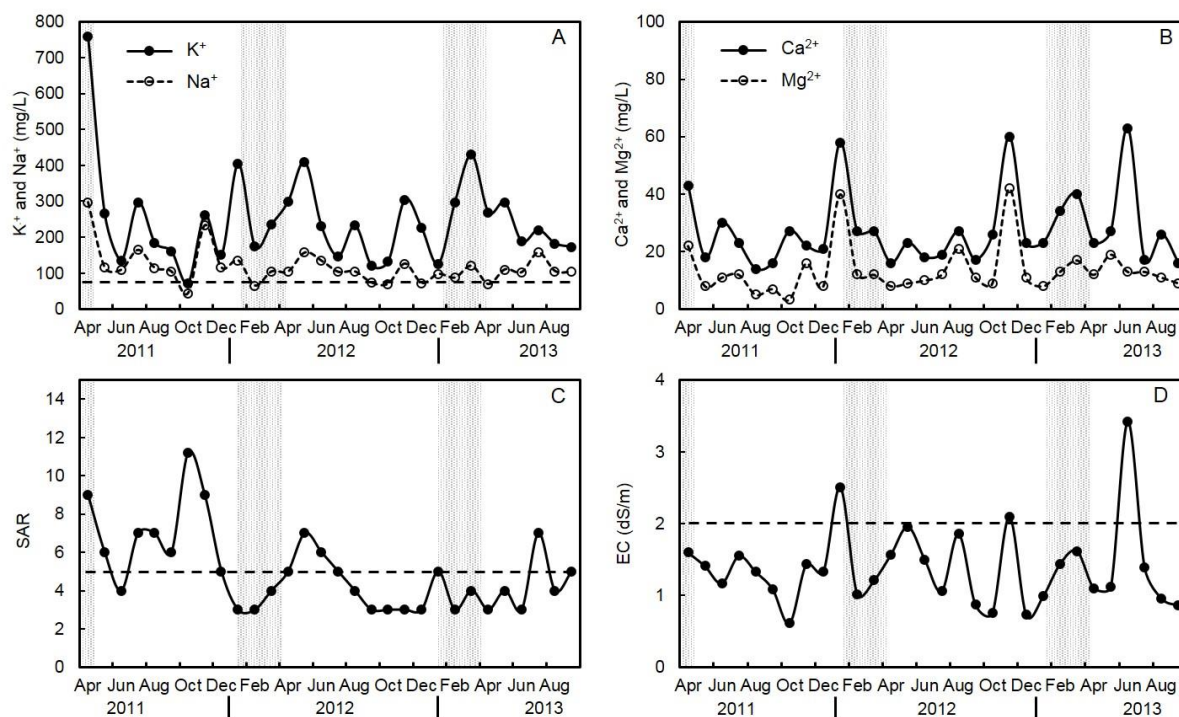 A
K⁺
Na⁺
K⁺ and Na⁺ (mg/L)
800
700
600
500
400
300
200
100
0
Apr Jun Aug Oct Dec Feb Apr Jun Aug Oct Dec Feb Apr Jun Aug
2011 2012 2013
B
Ca²⁺
Mg²⁺
Ca²⁺ and Mg²⁺ (mg/L)
100
80
60
40
20
0
Apr Jun Aug Oct Dec Feb Apr Jun Aug Oct Dec Feb Apr Jun Aug
2011 2012 2013
C
SAR
14
12
10
8
6
4
2
0
Apr Jun Aug Oct Dec Feb Apr Jun Aug Oct Dec Feb Apr Jun Aug
2011 2012 2013
D
EC (dS/m)
4
3
2
1
0
Apr Jun Aug Oct Dec Feb Apr Jun Aug Oct Dec Feb Apr Jun Aug
2011 2012 2013